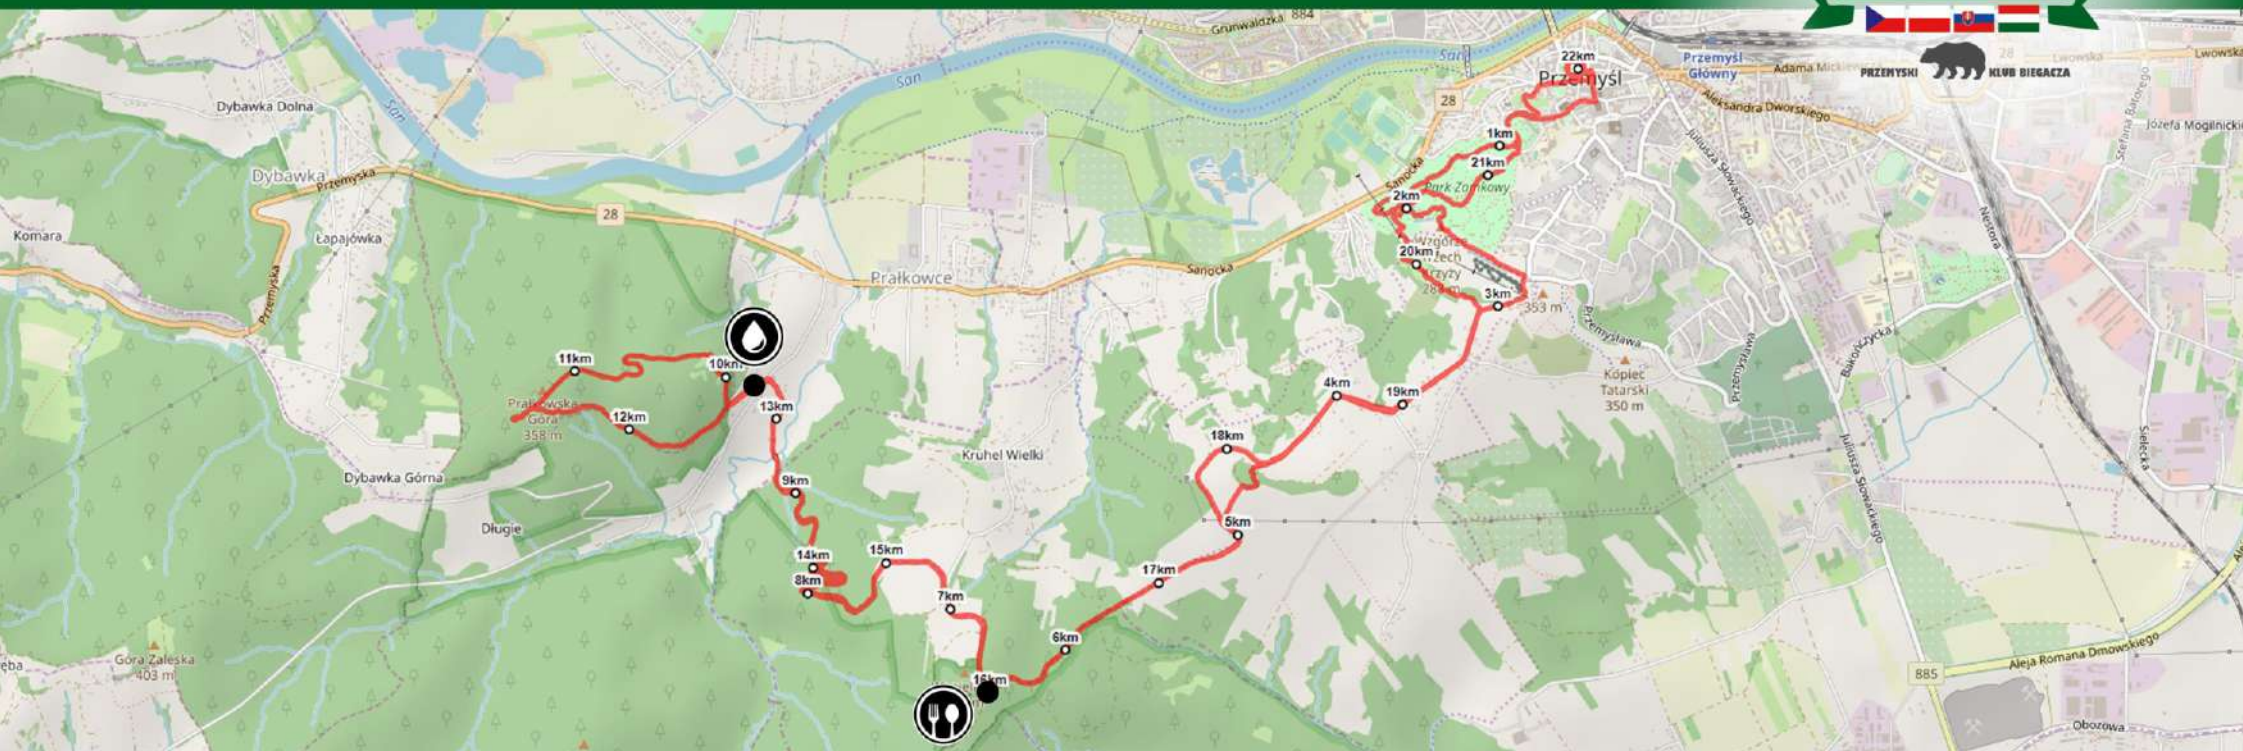 Grunwaldzka 884
22km
Przemyśl
Przemyśl
Główny
Adama
28
Lwowska
Lwowska
PRZEMYSKI KLUB BIEGACZA
San
San
San
Dybawka Dolna
28
Aleksandra Dworskiego
Stefana Batorego
Józefa
1km
21km
Juliusza Słowackiego
Dybawka
Przemyska
Sanocka
Park Zamkowy
2km
28
Komara
Łapajówka
Nestora
Wzgórze
20km
Prałkowce
Sanocka
3km
353 m
Przemyska
Przemysława
Bakończycka
Przemysława
11km
10km
Kopiec
Tatarski
350 m
4km
19km
Góra
358 m
12km
13km
18km
Kruhel Wielki
Dybawka Górna
9km
Sielecka
Juliusza Słowackiego
Długie
5km
14km
15km
8km
17km
7km
6km
Góra Zaleska
403 m
16km
885
Aleja Romana Dmowskiego
Obozowa